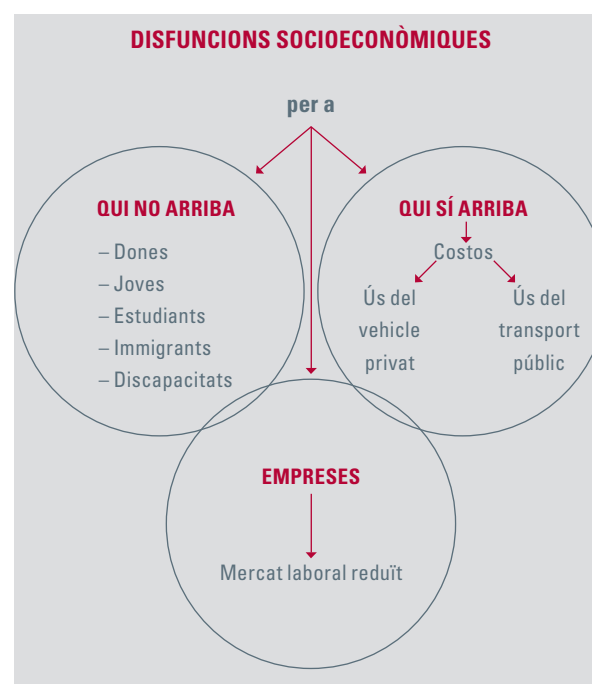 DISFUNCIONS SOCIOECONÒMIQUES
per a
QUI NO ARRIBA
– Dones
– Joves
– Estudiants
– Immigrants
– Discapacitats
QUI SÍ ARRIBA
Costos
Ús del
vehicle
privat
Ús del
transport
públic
EMPRESES
Mercat laboral reduït